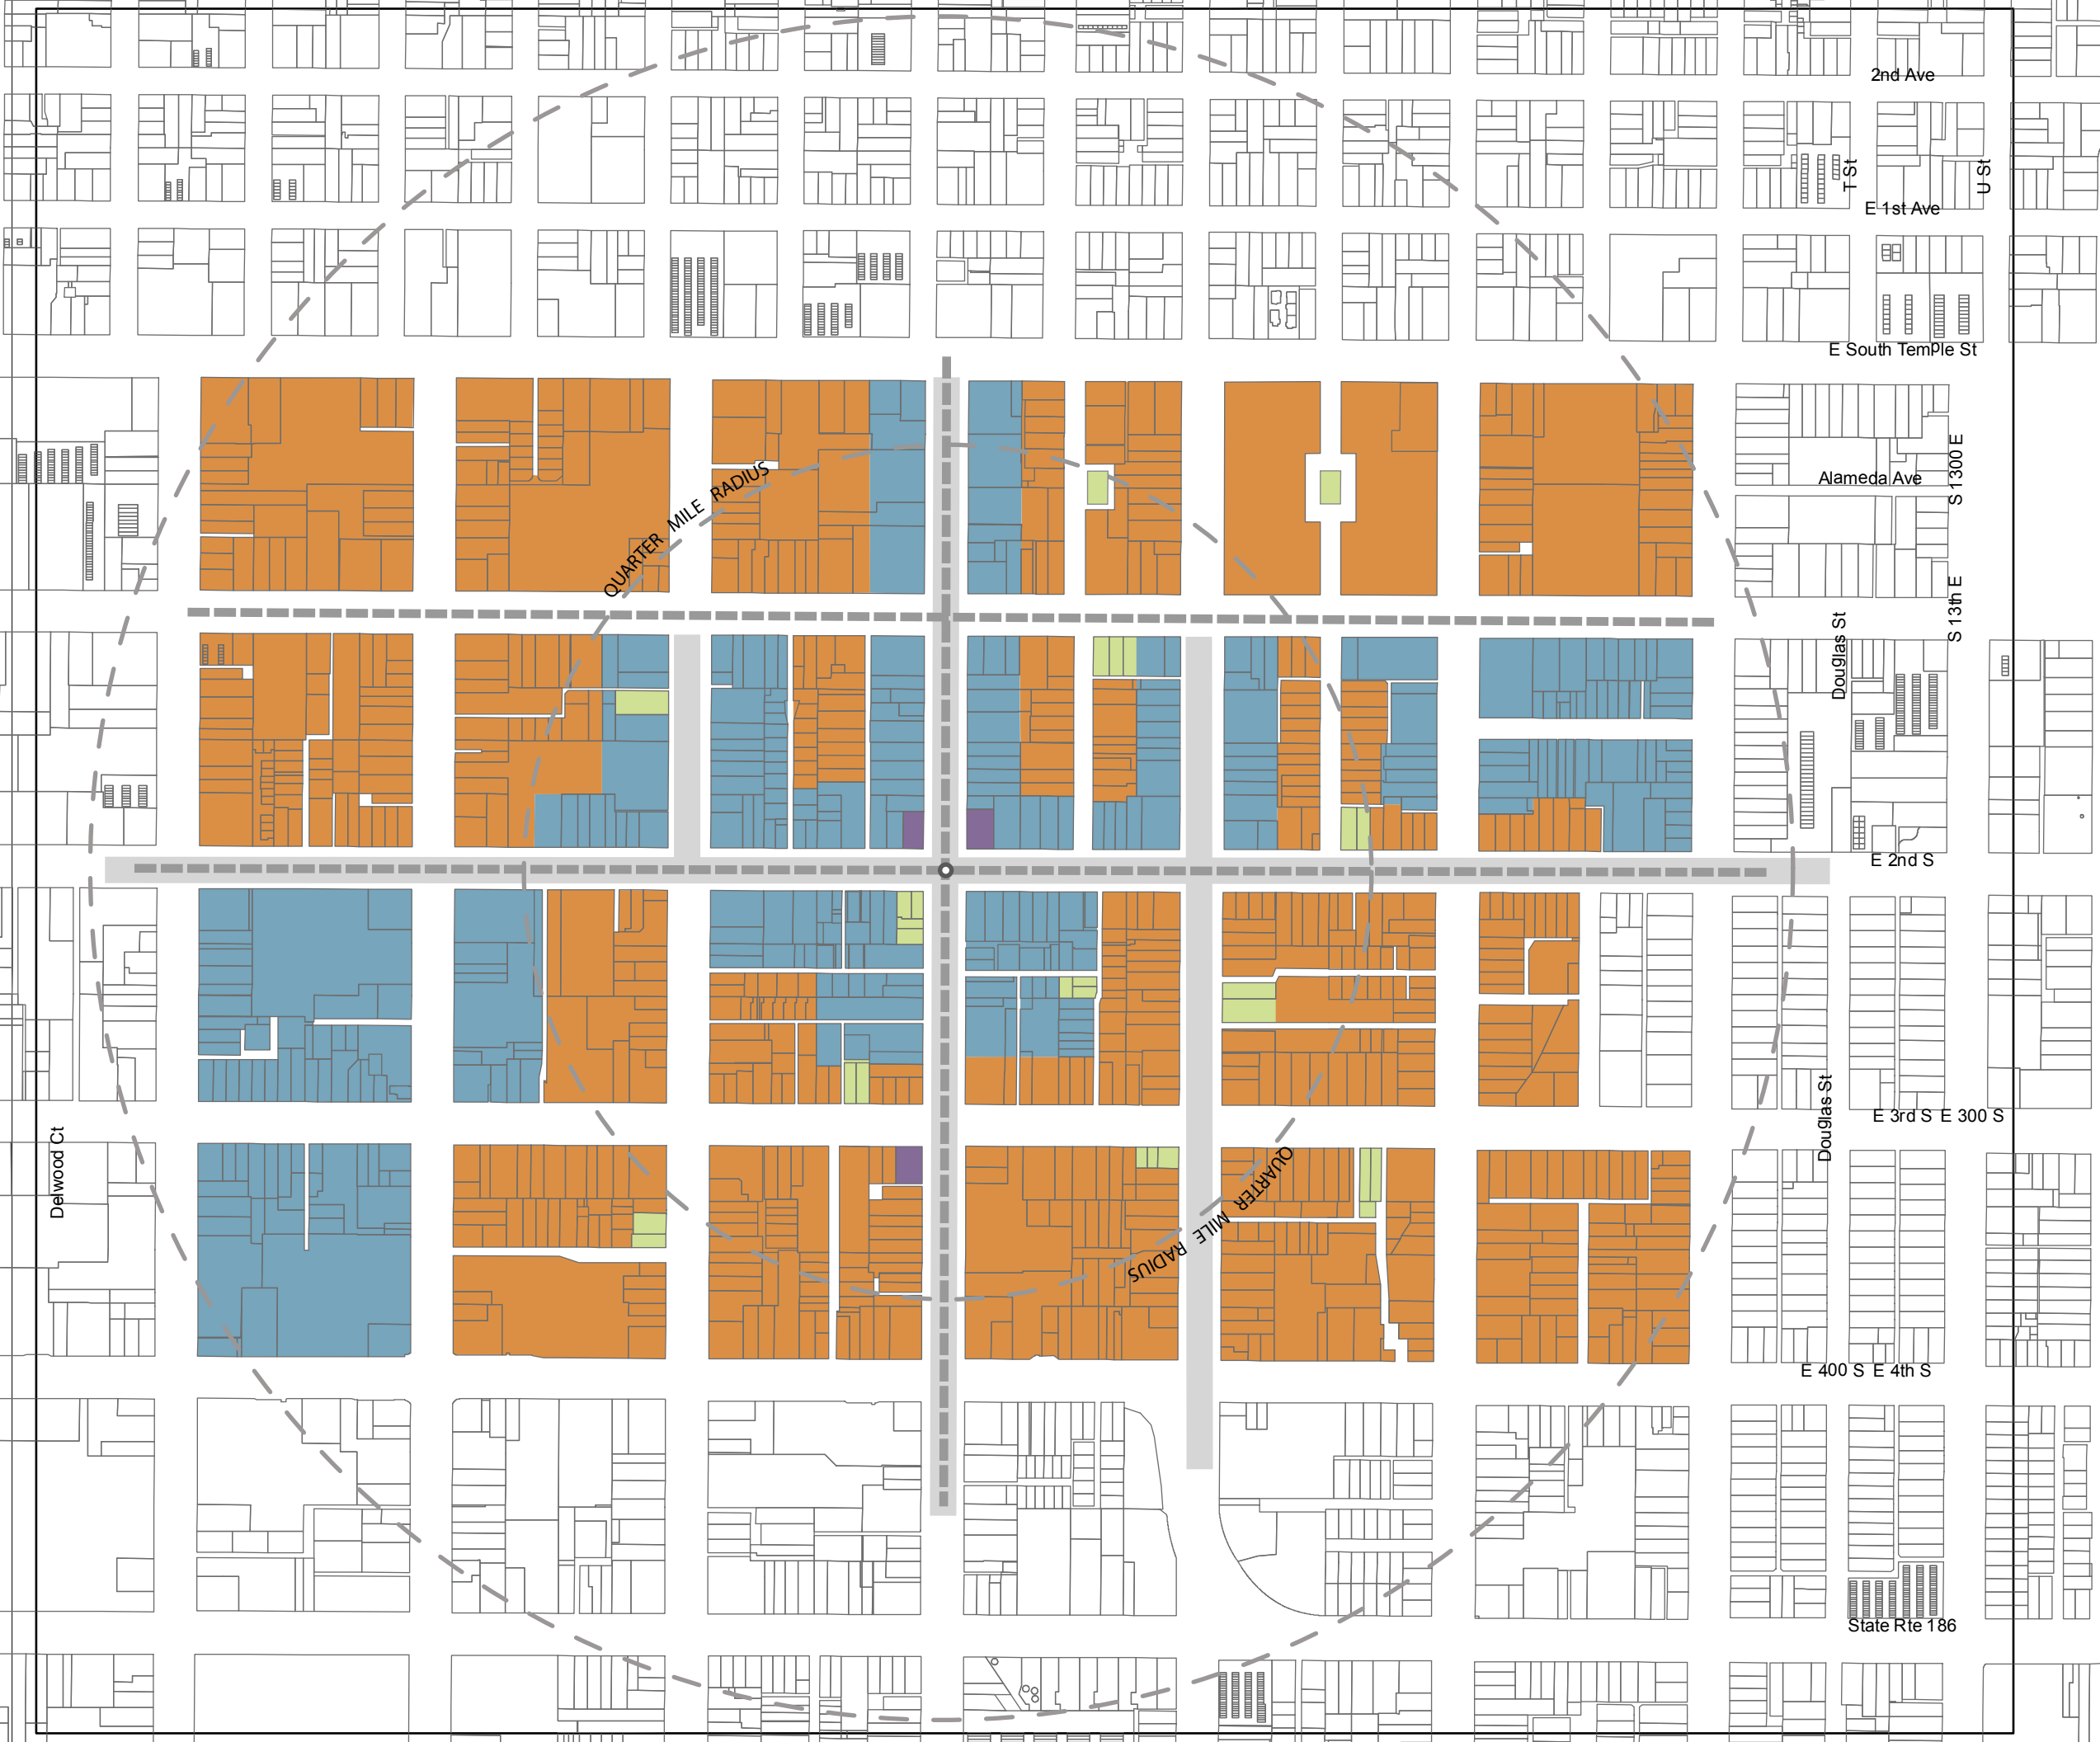 2nd Ave
T St
U St
E 1st Ave
E South Temple St
S 1300 E
Alameda Ave
QUARTER MILE RADIUS
S 13th E
Douglas St
E 2nd S
Douglas St
E 3rd S E 300 S
Delwood Ct
QUARTER MILE RADIUS
E 400 S E 4th S
State Rte 186